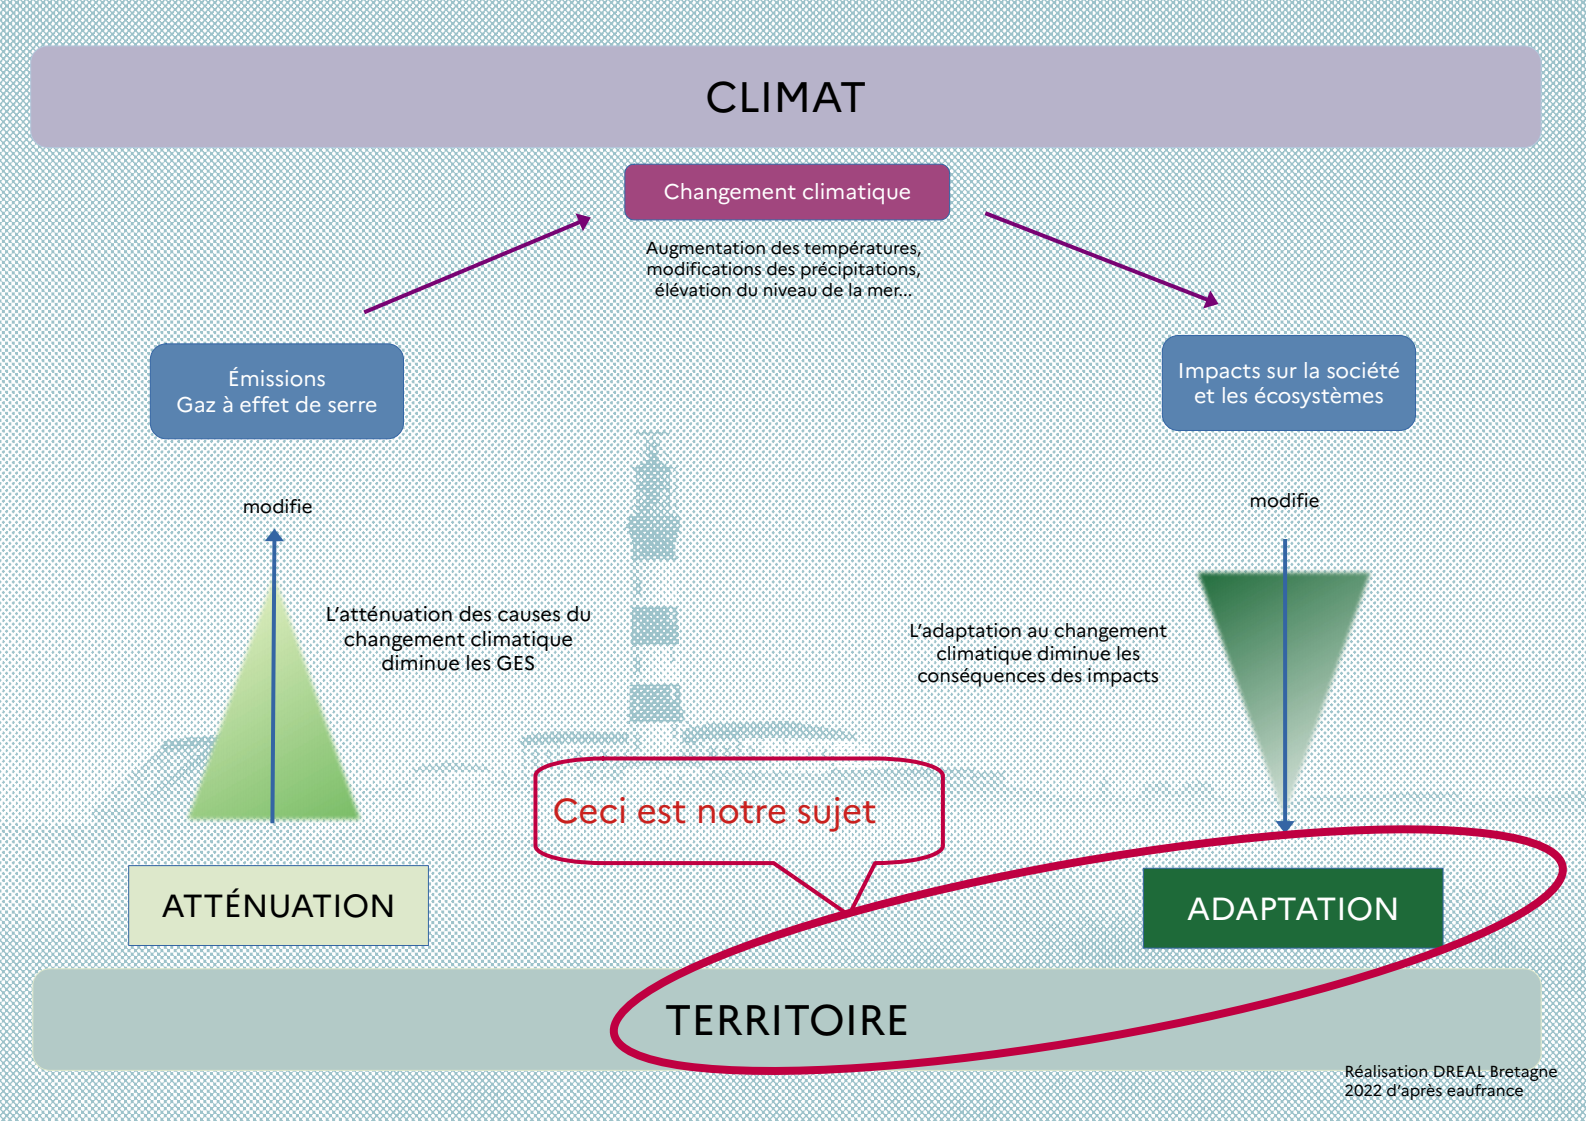 CLIMAT
Changement climatique
Augmentation des températures,
modifications des précipitations,
élévation du niveau de la mer...
Émissions
Gaz à effet de serre
Impacts sur la société
et les écosystèmes
modifie
modifie
L'atténuation des causes du
changement climatique
diminue les GES
L'adaptation au changement
climatique diminue les
conséquences des impacts
Ceci est notre sujet
ATTÉNUATION
ADAPTATION
TERRITOIRE
Réalisation DREAL Bretagne
2022 d'après eaufrance